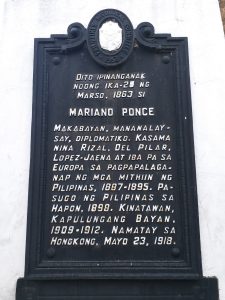 DITO IPINANGANAK
NOONG IKA-23 NG
MARSO, 1863 SI
MARIANO PONCE
MAKABAYAN, MANANALAY-
SAY, DIPLOMATIKO. KASAMA
NINA RIZAL, DEL PILAR,
LOPEZ-JAENA AT IBA PA SA
EUROPA SA PAGPAPALAGA-
NAP NG MGA MITHIIN NG
PILIPINAS, 1887-1895. PA-
SUGO NG PILIPINAS SA
HAPON, 1898. KINATAWAN,
KAPULUNGANG BAYAN,
1909-1912. NAMATAY SA
HONGKONG, MAYO 23, 1918.